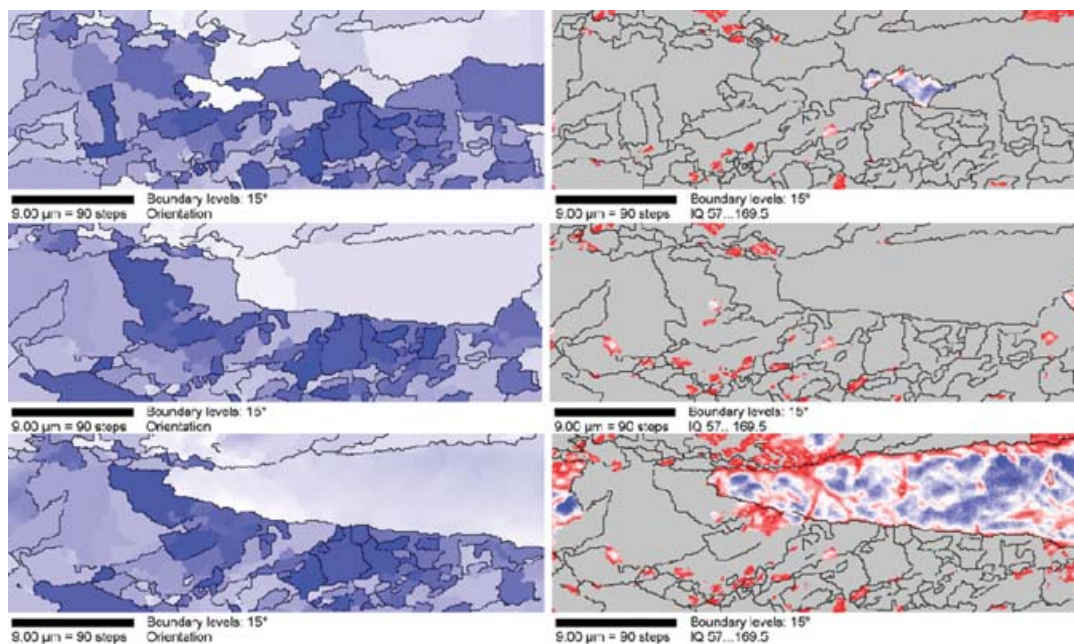 Boundary levels: 15°
9.00 µm = 90 steps Orientation
Boundary levels: 15°
9.00 µm = 90 steps IQ 57...169.5
Boundary levels: 15°
9.00 µm = 90 steps Orientation
Boundary levels: 15°
9.00 µm = 90 steps IQ 57...169.5
Boundary levels: 15°
9.00 µm = 90 steps Orientation
Boundary levels: 15°
9.00 µm = 90 steps IQ 57...169.5